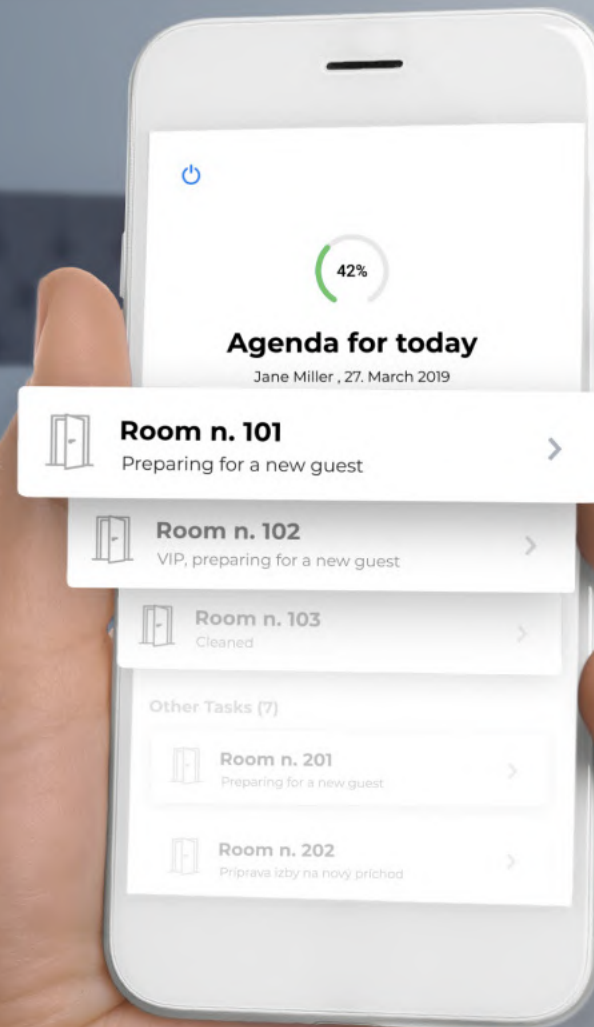 42%
Agenda for today
Jane Miller , 27. March 2019
Room n. 101
Preparing for a new guest
Room n. 102
VIP, preparing for a new guest
Room n. 103
Cleaned
Other Tasks (7)
Room n. 201
Preparing for a new guest
Room n. 202
Príprava izby na nový príchod